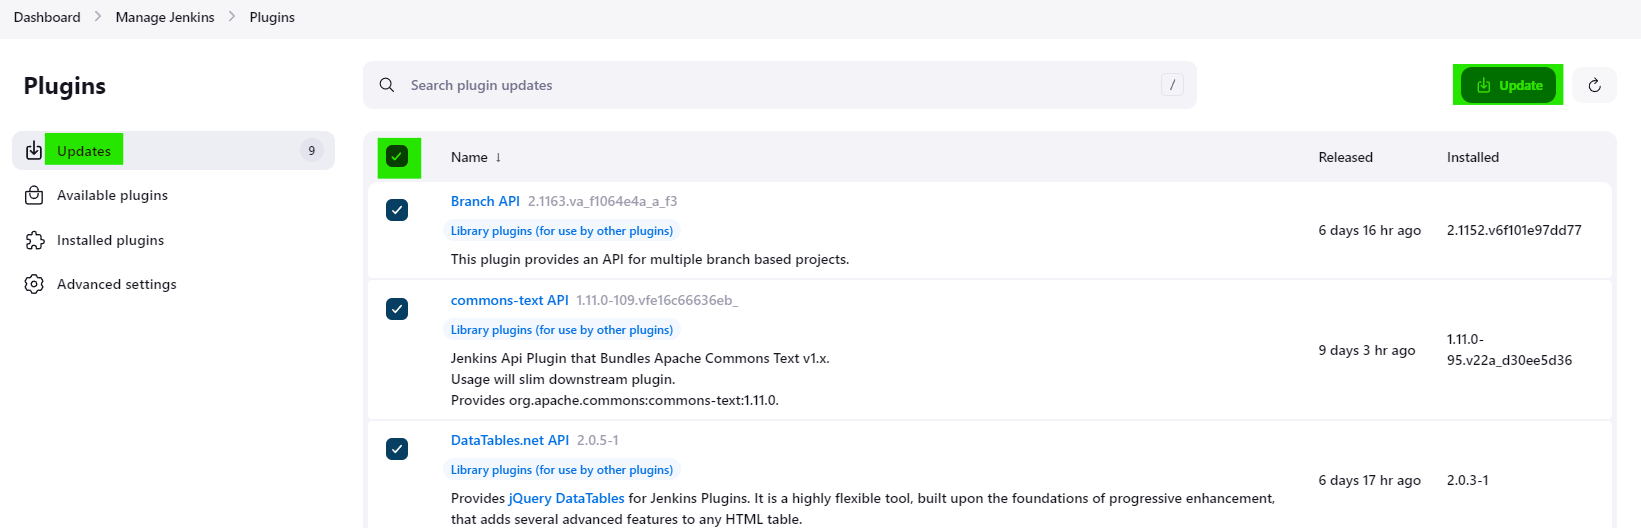 Dashboard > Manage Jenkins > Plugins
Plugins
Search plugin updates /
Update
Updates 9
Available plugins
Installed plugins
Advanced settings
Name ↓ Released Installed
Branch API 2.1163.va_f1064e4a_a_f3
Library plugins (for use by other plugins)
This plugin provides an API for multiple branch based projects.
6 days 16 hr ago
2.1152.v6f101e97dd77
commons-text API 1.11.0-109.vfe16c66636eb_
Library plugins (for use by other plugins)
Jenkins Api Plugin that Bundles Apache Commons Text v1.x.
Usage will slim downstream plugin.
Provides org.apache.commons:commons-text:1.11.0.
9 days 3 hr ago
1.11.0-
95.v22a_d30ee5d36
DataTables.net API 2.0.5-1
Library plugins (for use by other plugins)
Provides jQuery DataTables for Jenkins Plugins. It is a highly flexible tool, built upon the foundations of progressive enhancement,
that adds several advanced features to any HTML table.
6 days 17 hr ago
2.0.3-1